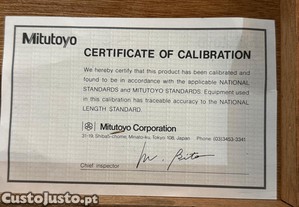 Mitutoyo
CERTIFICATE OF CALIBRATION
We hereby certify that this product has been calibrated and
found to be in accordance with the applicable NATIONAL
STANDARDS and MITUTOYO STANDARDS. Equipment used
in this calibration has traceable accuracy to the NATIONAL
LENGTH STANDARD.
Mitutoyo Corporation
31-19, Shiba5-chome, Minato-ku, Tokyo 108, Japan Phone (03)3453-3341
Chief inspector
CustoJusto.pt